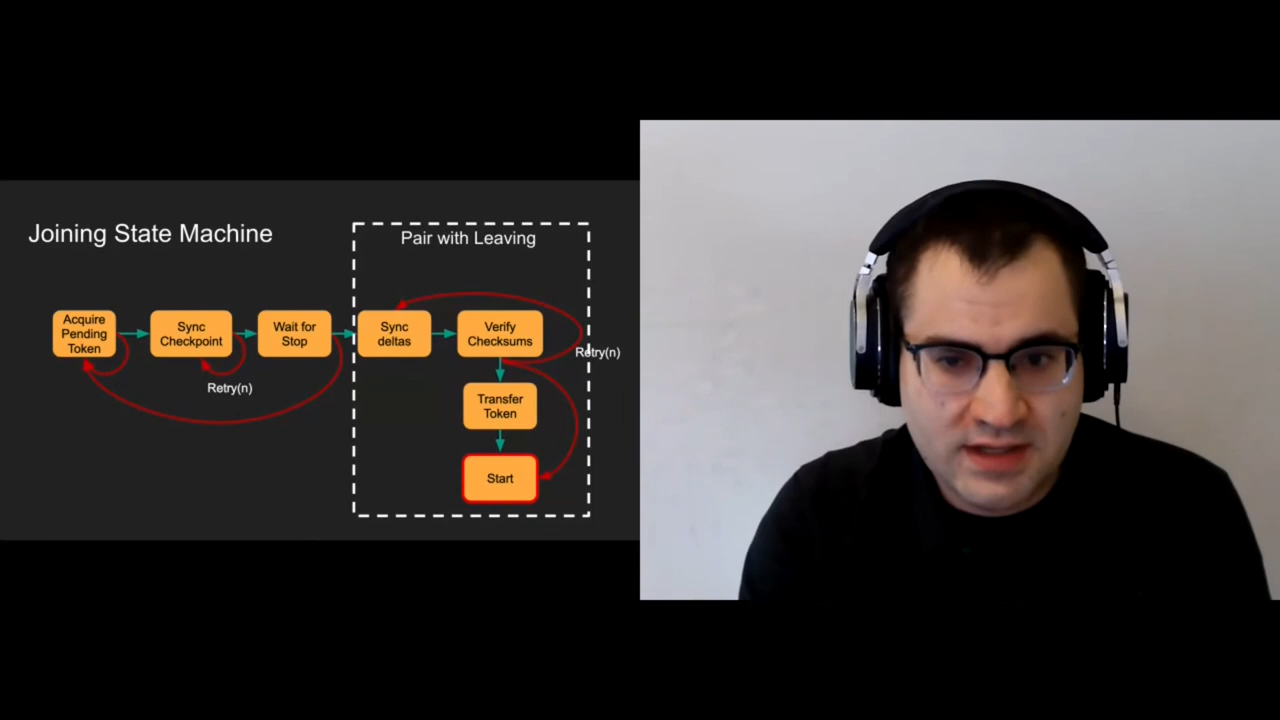 Joining State Machine
Pair with Leaving
Acquire
Pending
Token
Sync
Checkpoint
Wait for
Stop
Sync
deltas
Verify
Checksums
Retry(n)
Retry(n)
Transfer
Token
Start